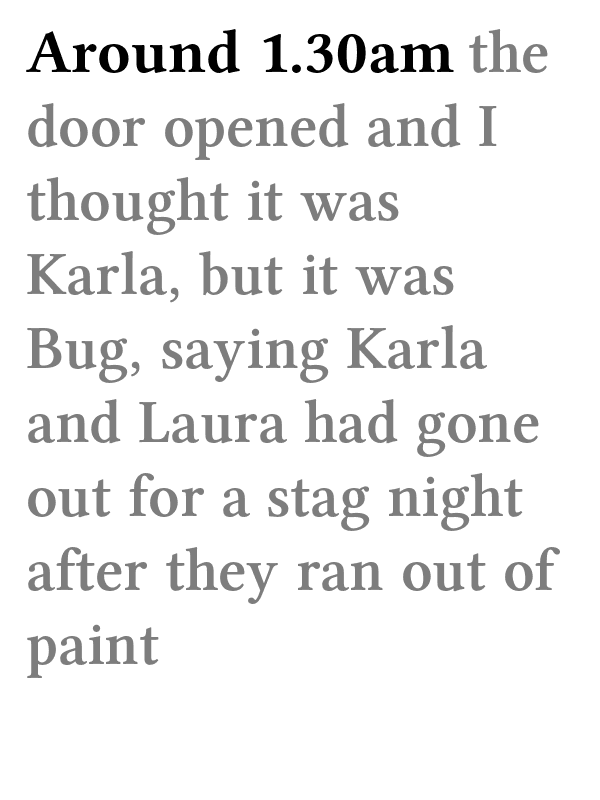 Around 1.30am the
door opened and I
thought it was
Karla, but it was
Bug, saying Karla
and Laura had gone
out for a stag night
after they ran out of
paint